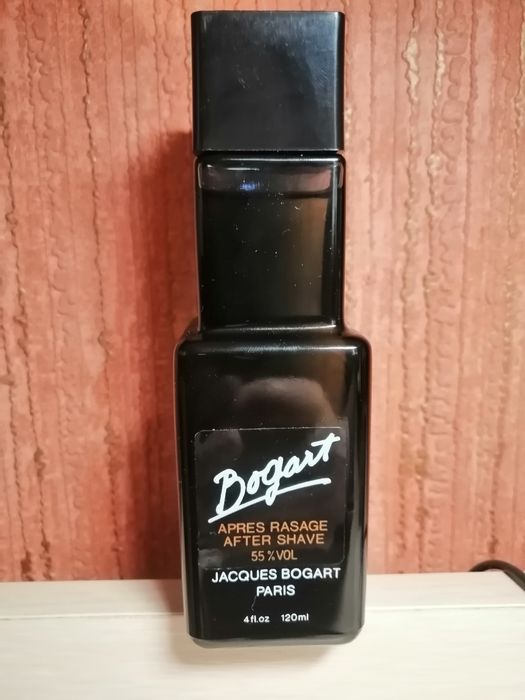 Bogart
APRES RASAGE
AFTER SHAVE
55 % VOL
JACQUES BOGART
PARIS
4 fl.oz 120ml